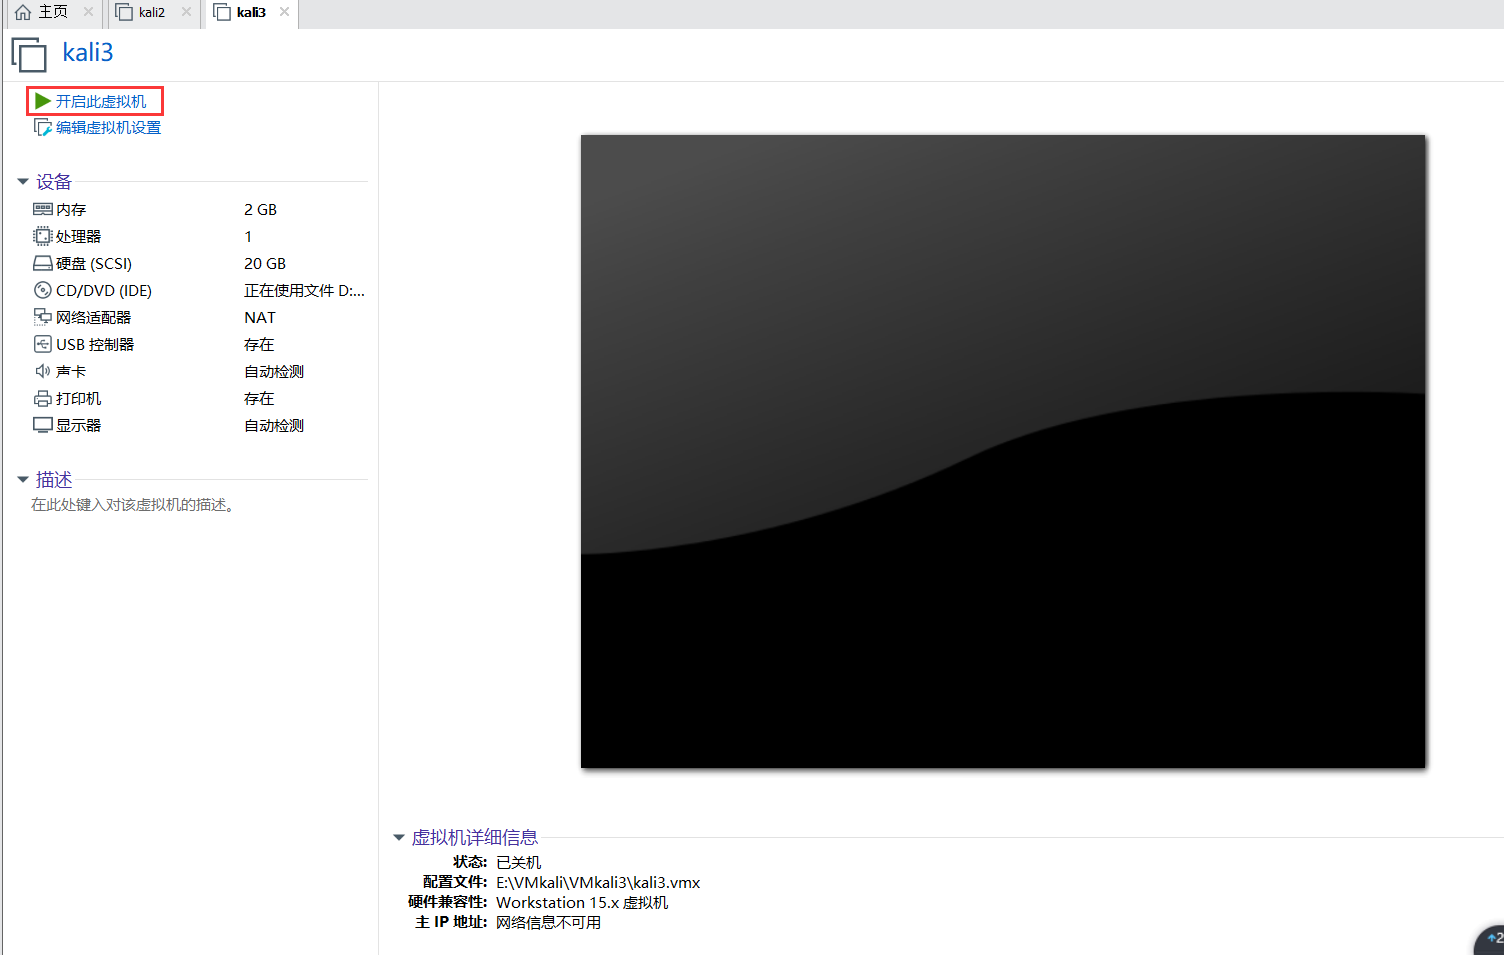 主页 kali2 kali3
kali3
开启此虚拟机
编辑虚拟机设置
设备
内存 2 GB
处理器 1
硬盘 (SCSI) 20 GB
CD/DVD (IDE) 正在使用文件 D:...
网络适配器 NAT
USB 控制器 存在
声卡 自动检测
打印机 存在
显示器 自动检测
描述
在此处键入对该虚拟机的描述。
虚拟机详细信息
状态: 已关机
配置文件: E:\VMkali\VMkali3\kali3.vmx
硬件兼容性: Workstation 15.x 虚拟机
主 IP 地址: 网络信息不可用